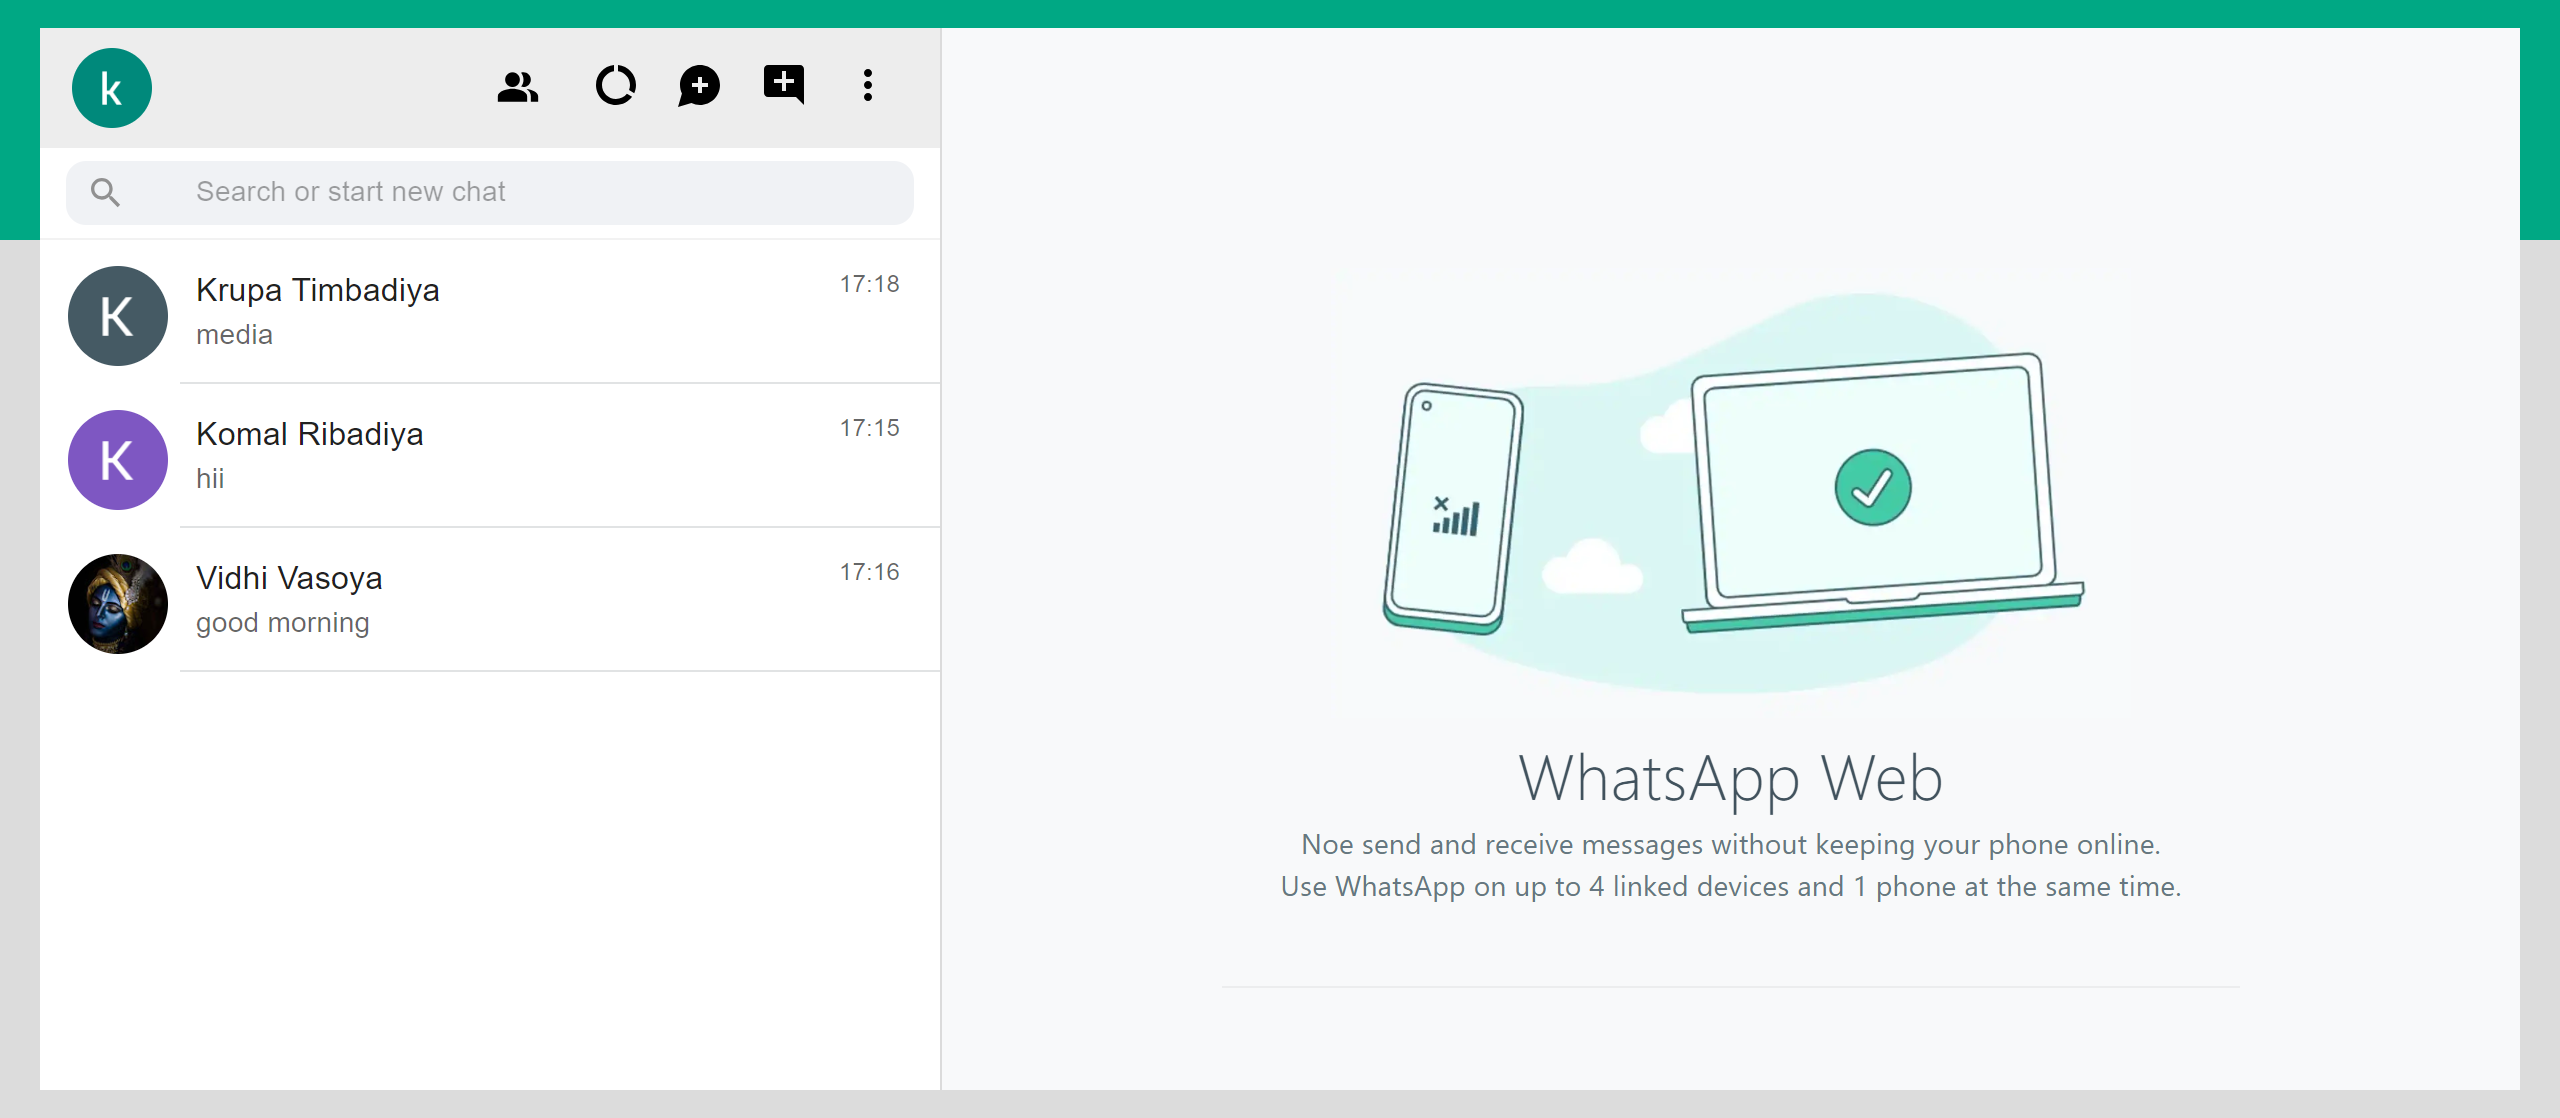 k
Search or start new chat
K
Krupa Timbadiya
17:18
media
K
Komal Ribadiya
17:15
hii
Vidhi Vasoya
17:16
good morning
WhatsApp Web
Noe send and receive messages without keeping your phone online.
Use WhatsApp on up to 4 linked devices and 1 phone at the same time.